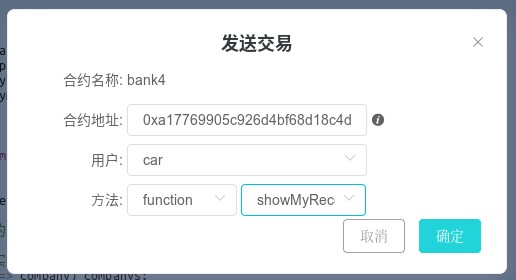 发送交易
合约名称: bank4
合约地址: 0xa17769905c926d4bf68d18c4d
用户: car
方法: function showMyRec
取消 确定
company) companys;